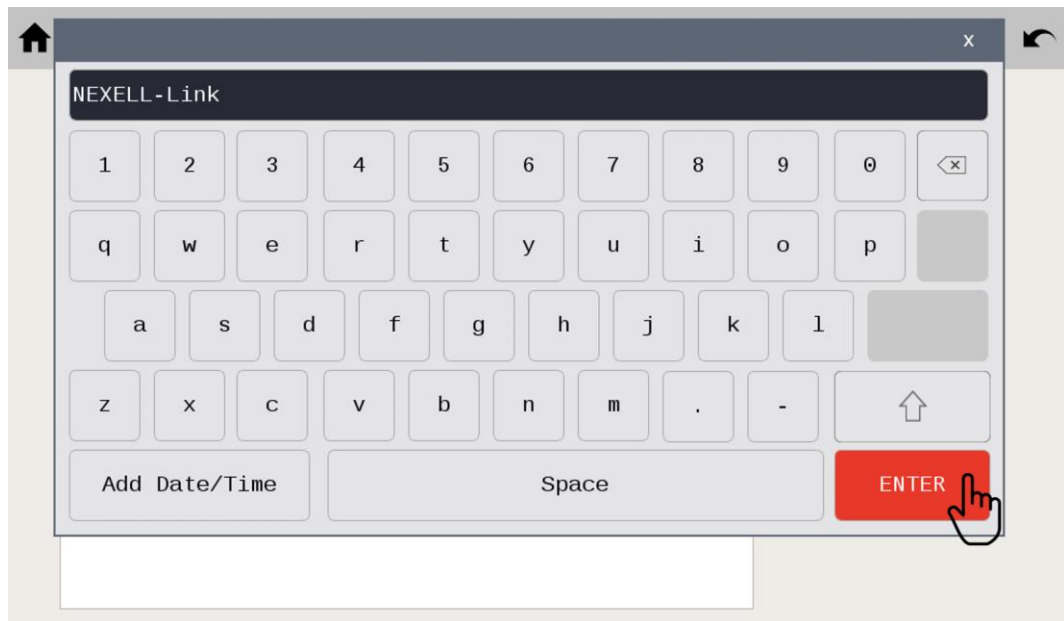 x
NEXELL-Link
1 2 3 4 5 6 7 8 9 0
q w e r t y u i o p
a s d f g h j k l
z x c v b n m . -
Add Date/Time Space ENTER